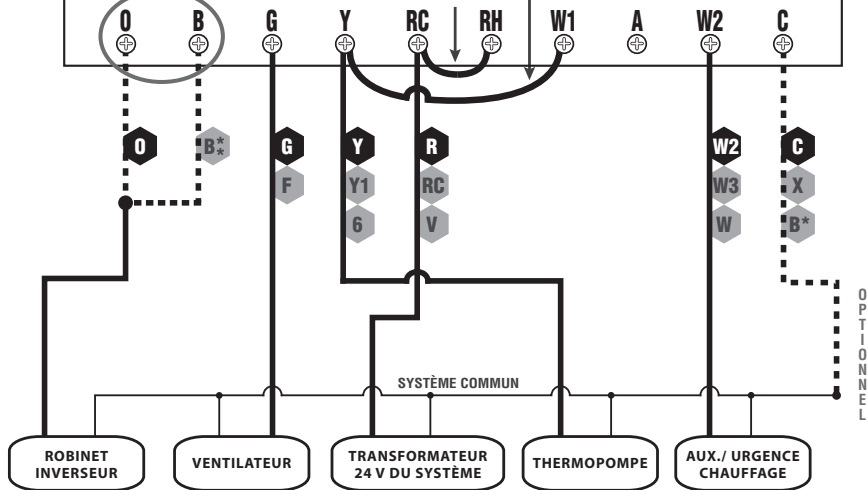 O B G Y RC RH W1 A W2 C
O B** G Y R W2 C
F Y1 RC W3 X
6 V W B*
OPTIONNEL
SYSTÈME COMMUN
ROBINET
INVERSEUR
VENTILATEUR
TRANSFORMATEUR
24 V DU SYSTÈME
THERMOPOMPE
AUX./ URGENCE
CHAUFFAGE